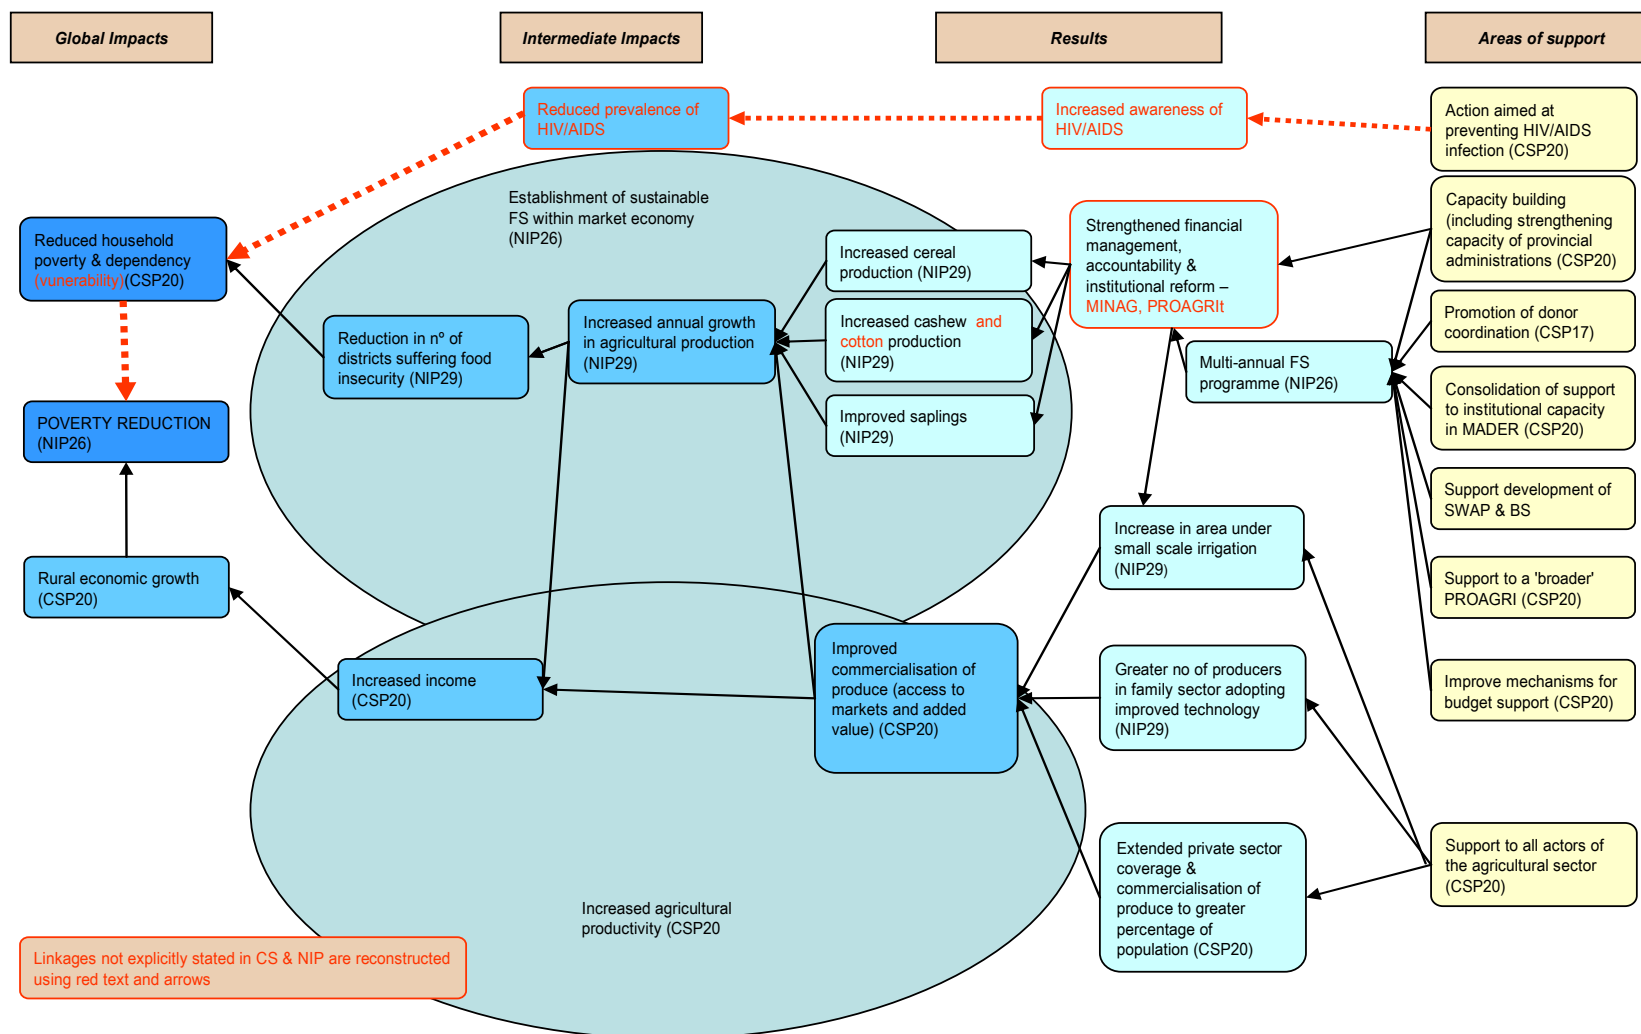 Global Impacts
Intermediate Impacts
Results
Areas of support
Reduced prevalence of
HIV/AIDS
Increased awareness of
HIV/AIDS
Action aimed at
preventing HIV/AIDS
infection (CSP20)
Establishment of sustainable
FS within market economy
(NIP26)
Reduced household
poverty & dependency
(vunerability)(CSP20)
Increased cereal
production (NIP29)
Strengthened financial
management,
accountability &
institutional reform –
MINAG, PROAGRIt
Capacity building
(including strengthening
capacity of provincial
administrations (CSP20)
Reduction in nº of
districts suffering food
insecurity (NIP29)
Increased annual growth
in agricultural production
(NIP29)
Increased cashew and
cotton production
(NIP29)
Multi-annual FS
programme (NIP26)
Promotion of donor
coordination (CSP17)
Improved saplings
(NIP29)
Consolidation of support
to institutional capacity
in MADER (CSP20)
POVERTY REDUCTION
(NIP26)
Support development of
SWAP & BS
Increase in area under
small scale irrigation
(NIP29)
Rural economic growth
(CSP20)
Support to a 'broader'
PROAGRI (CSP20)
Increased income
(CSP20)
Improved
commercialisation of
produce (access to
markets and added
value) (CSP20)
Greater no of producers
in family sector adopting
improved technology
(NIP29)
Improve mechanisms for
budget support (CSP20)
Extended private sector
coverage &
commercialisation of
produce to greater
percentage of
population (CSP20)
Support to all actors of
the agricultural sector
(CSP20)
Increased agricultural
productivity (CSP20
Linkages not explicitly stated in CS & NIP are reconstructed
using red text and arrows